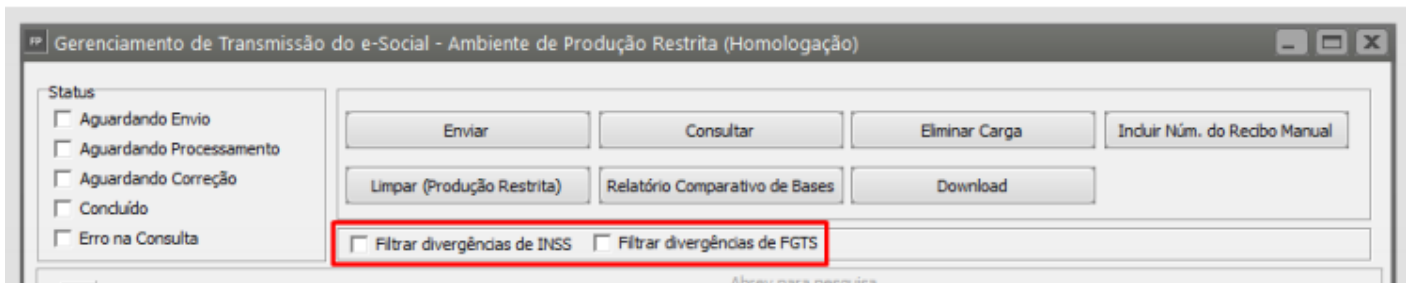 FP Gerenciamento de Transmissão do e-Social - Ambiente de Produção Restrita (Homologação)
Status
Aguardando Envio
Aguardando Processamento
Aguardando Correção
Concluído
Erro na Consulta
Enviar Consultar Eliminar Carga Incluir Núm. do Recibo Manual
Limpar (Produção Restrita) Relatório Comparativo de Bases Download
Filtrar divergências de INSS Filtrar divergências de FGTS
para pesquisa